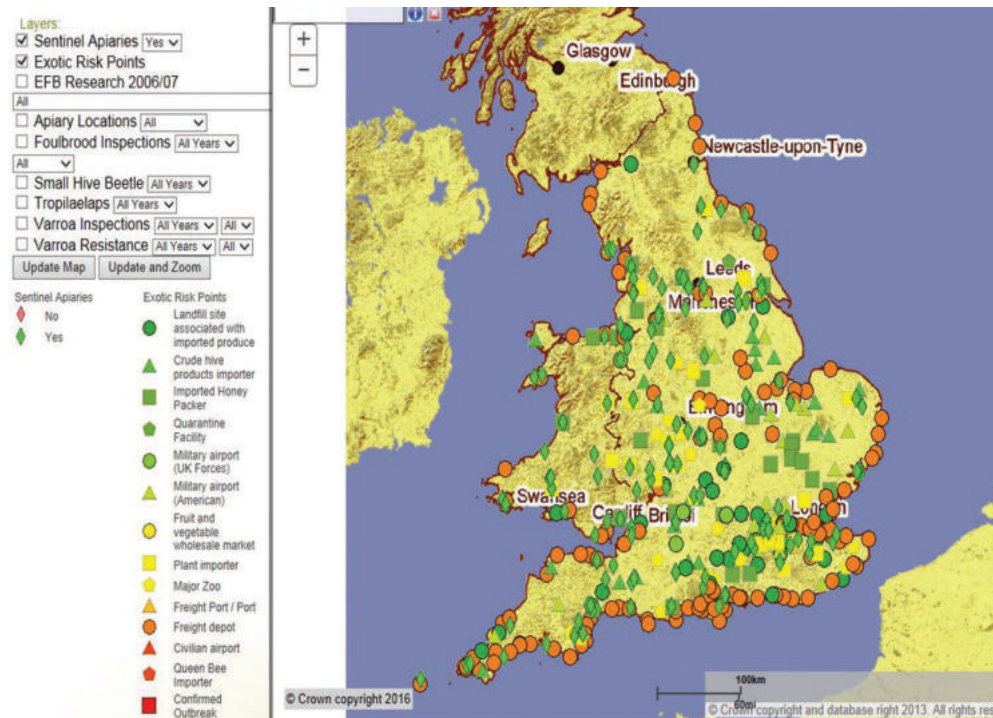 Layers:
Sentinel Apiaries Yes
Exotic Risk Points
EFB Research 2006/07
All
Apiary Locations All
Foulbrood Inspections All Years
All
Small Hive Beetle All Years
Tropilaelaps All Years
Varroa Inspections All Years All
Varroa Resistance All Years All
Update Map Update and Zoom
Sentinel Apiaries
No
Yes
Exotic Risk Points
Landfill site
associated with
imported produce
Crude hive
products importer
Imported Honey
Packer
Quarantine
Facility
Military airport
(UK Forces)
Military airport
(American)
Fruit and
vegetable
wholesale market
Plant importer
Major Zoo
Freight Port / Port
Freight depot
Civilian airport
Queen Bee
Importer
Confirmed
Outbreak
+
−
Glasgow
Edinburgh
Newcastle-upon-Tyne
Leeds
Manchester
Birmingham
Swansea
Cardiff
Bristol
London
100km
60mi
© Crown copyright 2016
© Crown copyright and database right 2013. All rights res